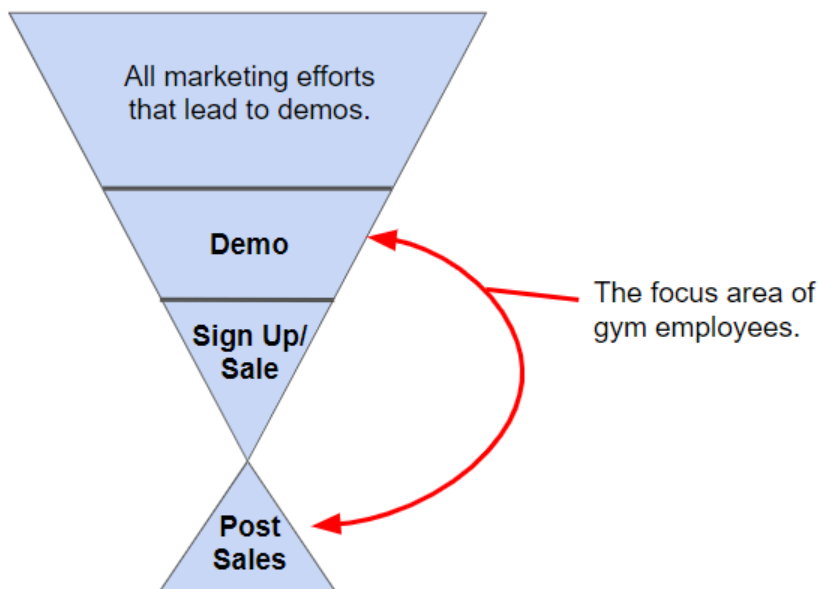 All marketing efforts
that lead to demos.
Demo
Sign Up/
Sale
The focus area of
gym employees.
Post
Sales